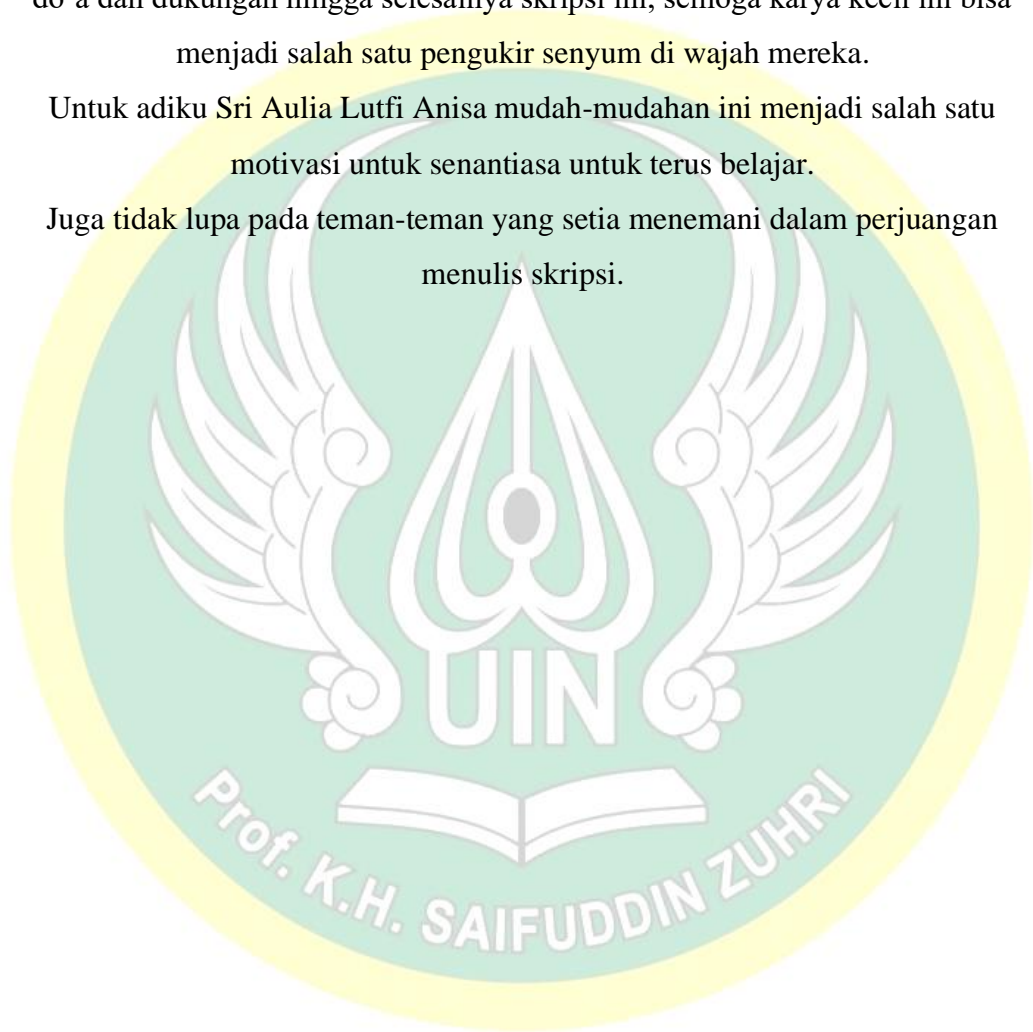 do'a dan dukungan hingga selesainya skripsi ini, semoga karya kecil ini bisa
menjadi salah satu pengukir senyum di wajah mereka.
Untuk adiku Sri Aulia Lutfi Anisa mudah-mudahan ini menjadi salah satu
motivasi untuk senantiasa untuk terus belajar.
Juga tidak lupa pada teman-teman yang setia menemani dalam perjuangan
menulis skripsi.
UIN
Prof. K.H. SAIFUDDIN ZUHRI